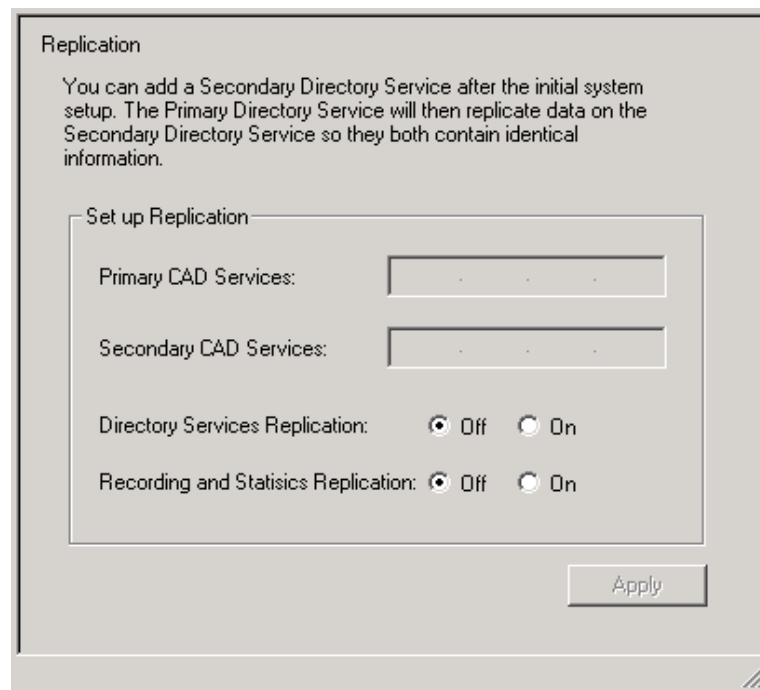 Replication
You can add a Secondary Directory Service after the initial system
setup. The Primary Directory Service will then replicate data on the
Secondary Directory Service so they both contain identical
information.
Set up Replication
Primary CAD Services: . . .
Secondary CAD Services: . . .
Directory Services Replication: Off On
Recording and Statisics Replication: Off On
Apply